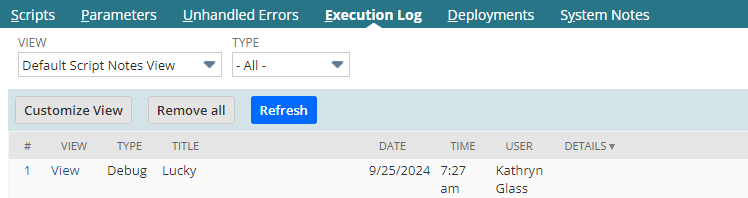 Scripts Parameters Unhandled Errors Execution Log Deployments System Notes
VIEW TYPE
Default Script Notes View - All -
Customize View Remove all Refresh
# VIEW TYPE TITLE DATE TIME USER DETAILS ▾
1 View Debug Lucky 9/25/2024 7:27 Kathryn
am Glass